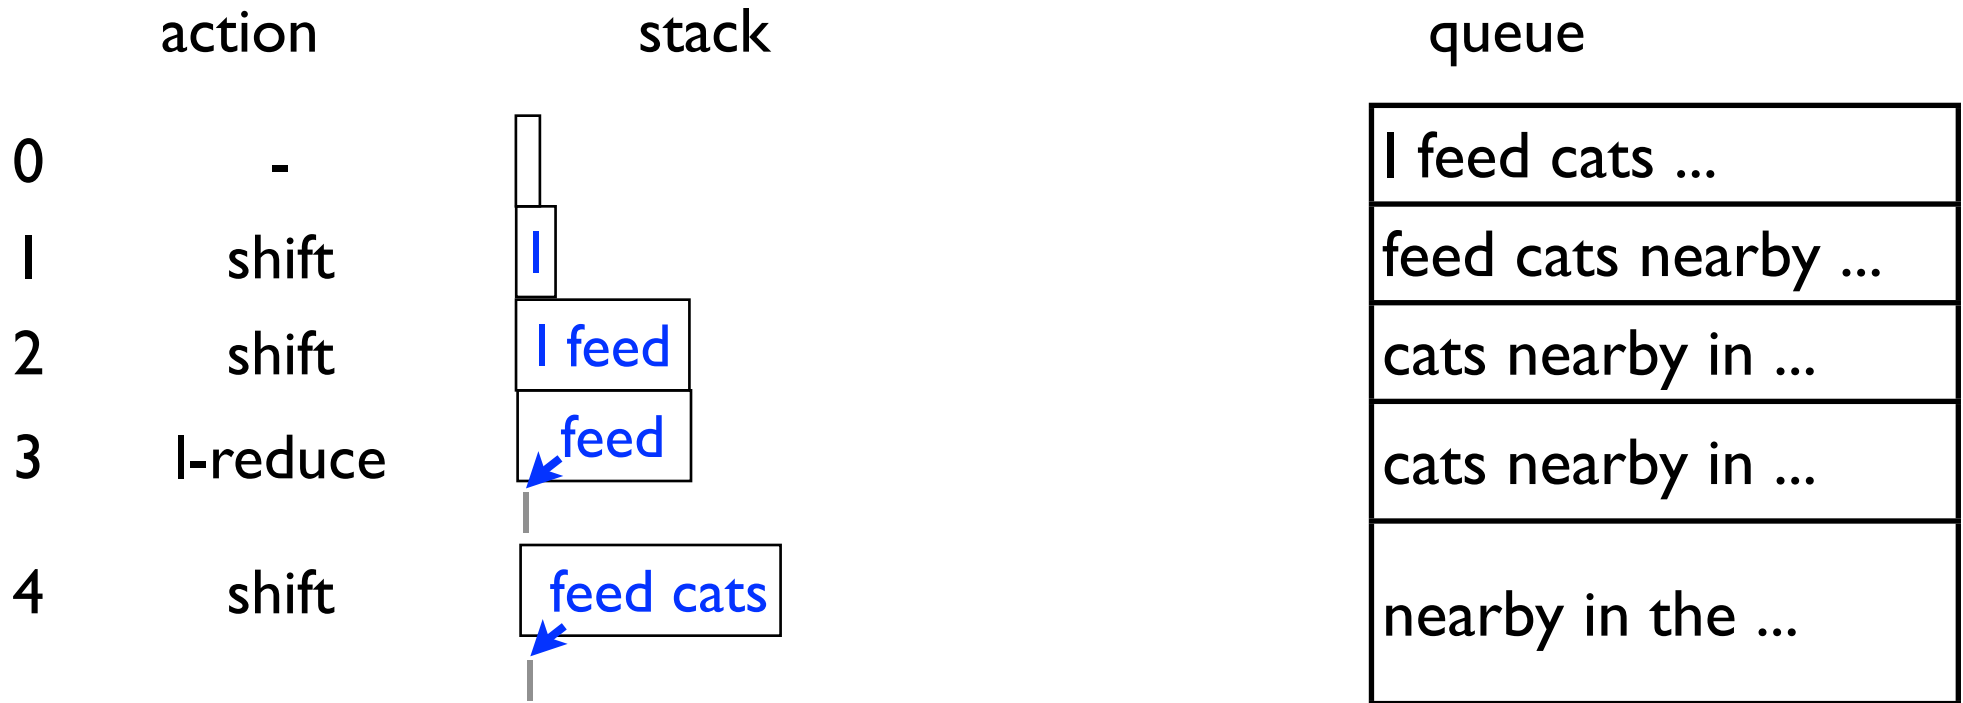 action stack queue
0 - I feed cats ...
1 shift I feed cats nearby ...
2 shift I feed cats nearby in ...
3 l-reduce feed cats nearby in ...
I
4 shift feed cats nearby in the ...
I